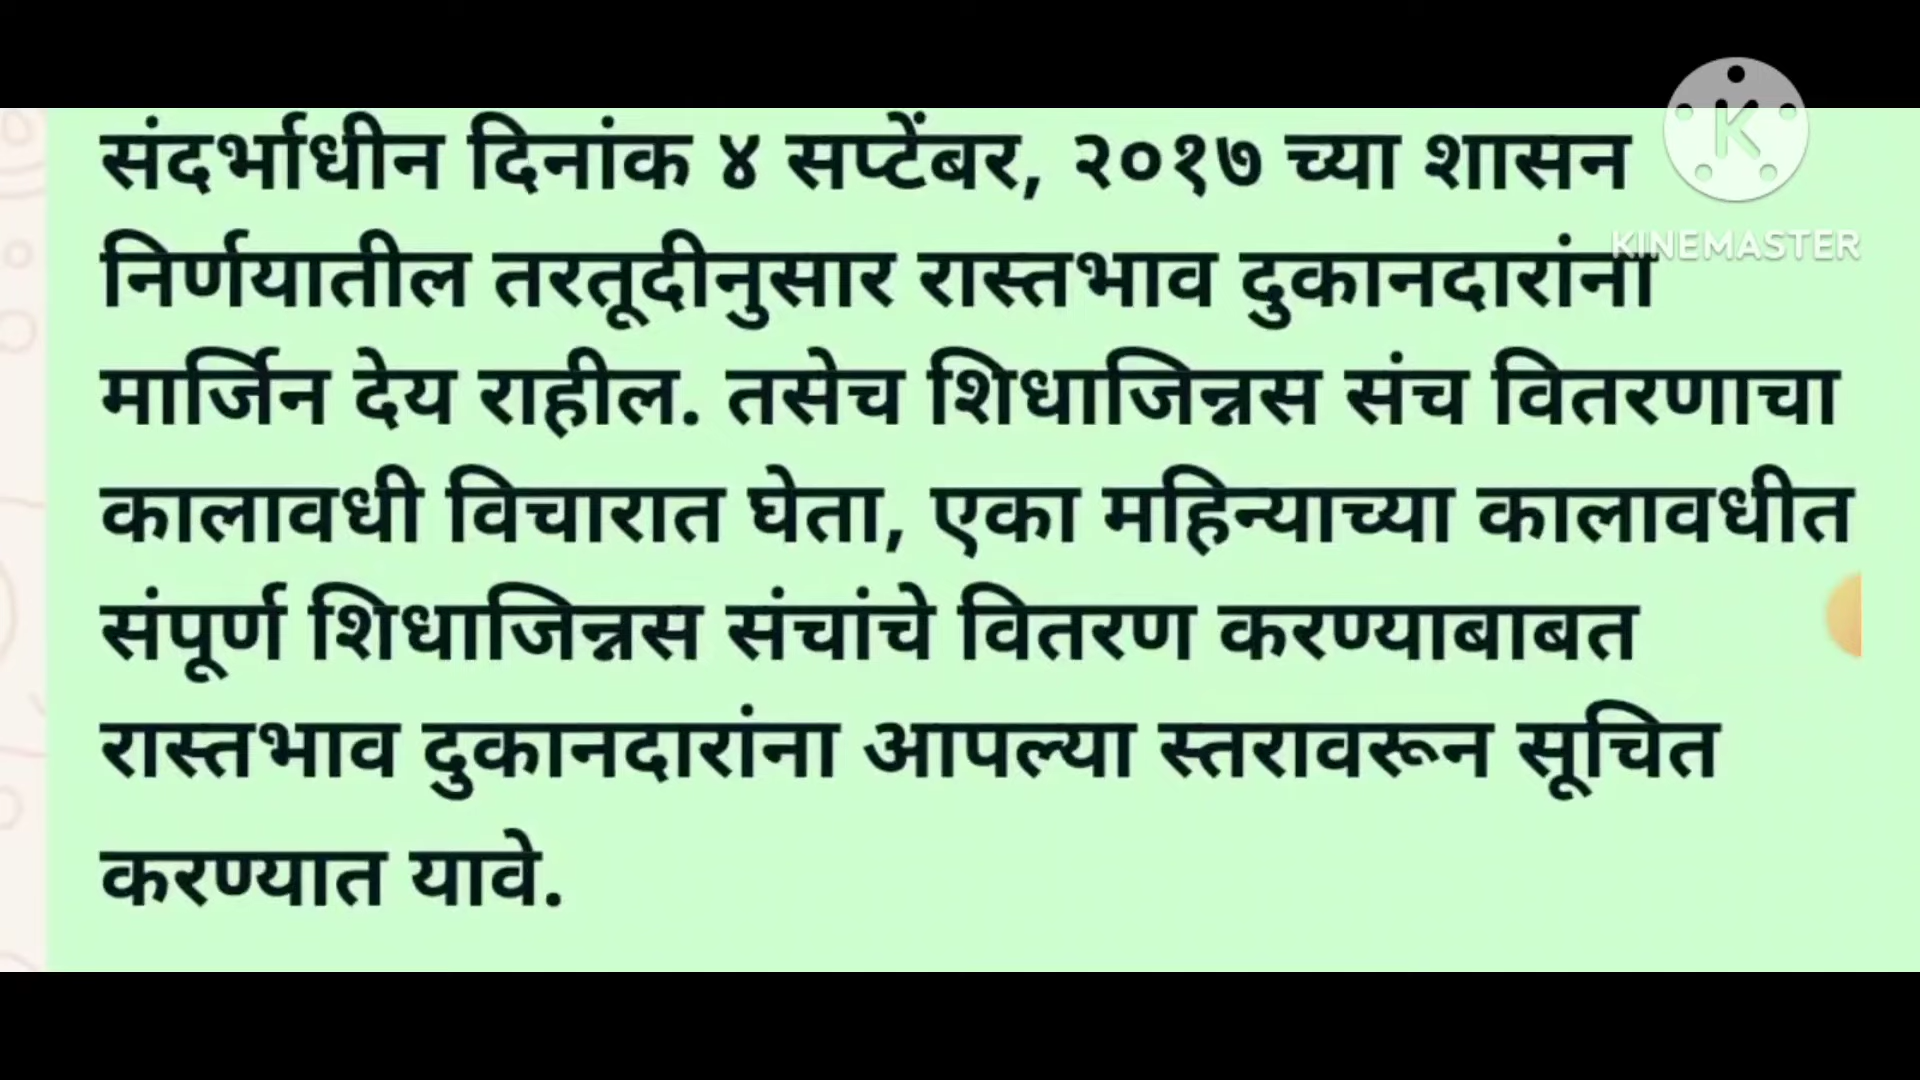 संदर्भाधीन दिनांक ४ सप्टेंबर, २०१७ च्या शासन
निर्णयातील तरतूदीनुसार रास्तभाव दुकानदारांना
मार्जिन देय राहील. तसेच शिधाजिन्नस संच वितरणाचा
कालावधी विचारात घेता, एका महिन्याच्या कालावधीत
संपूर्ण शिधाजिन्नस संचांचे वितरण करण्याबाबत
रास्तभाव दुकानदारांना आपल्या स्तरावरून सूचित
करण्यात यावे.
K
KINEMASTER